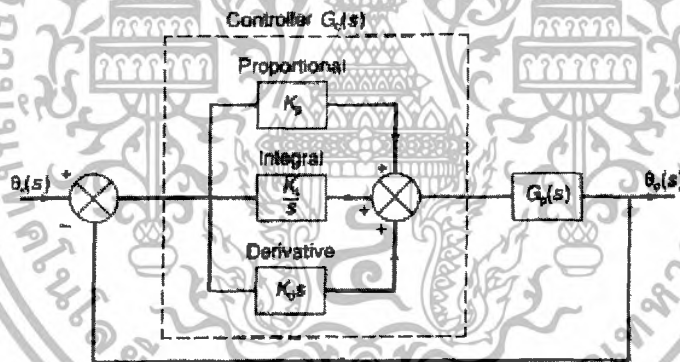 Controller G_c(s)
Proportional
K_p
Integral
K_i
s
Derivative
K_D s
θ_i(s)
+
−
+
+
+
G_p(s)
θ_o(s)